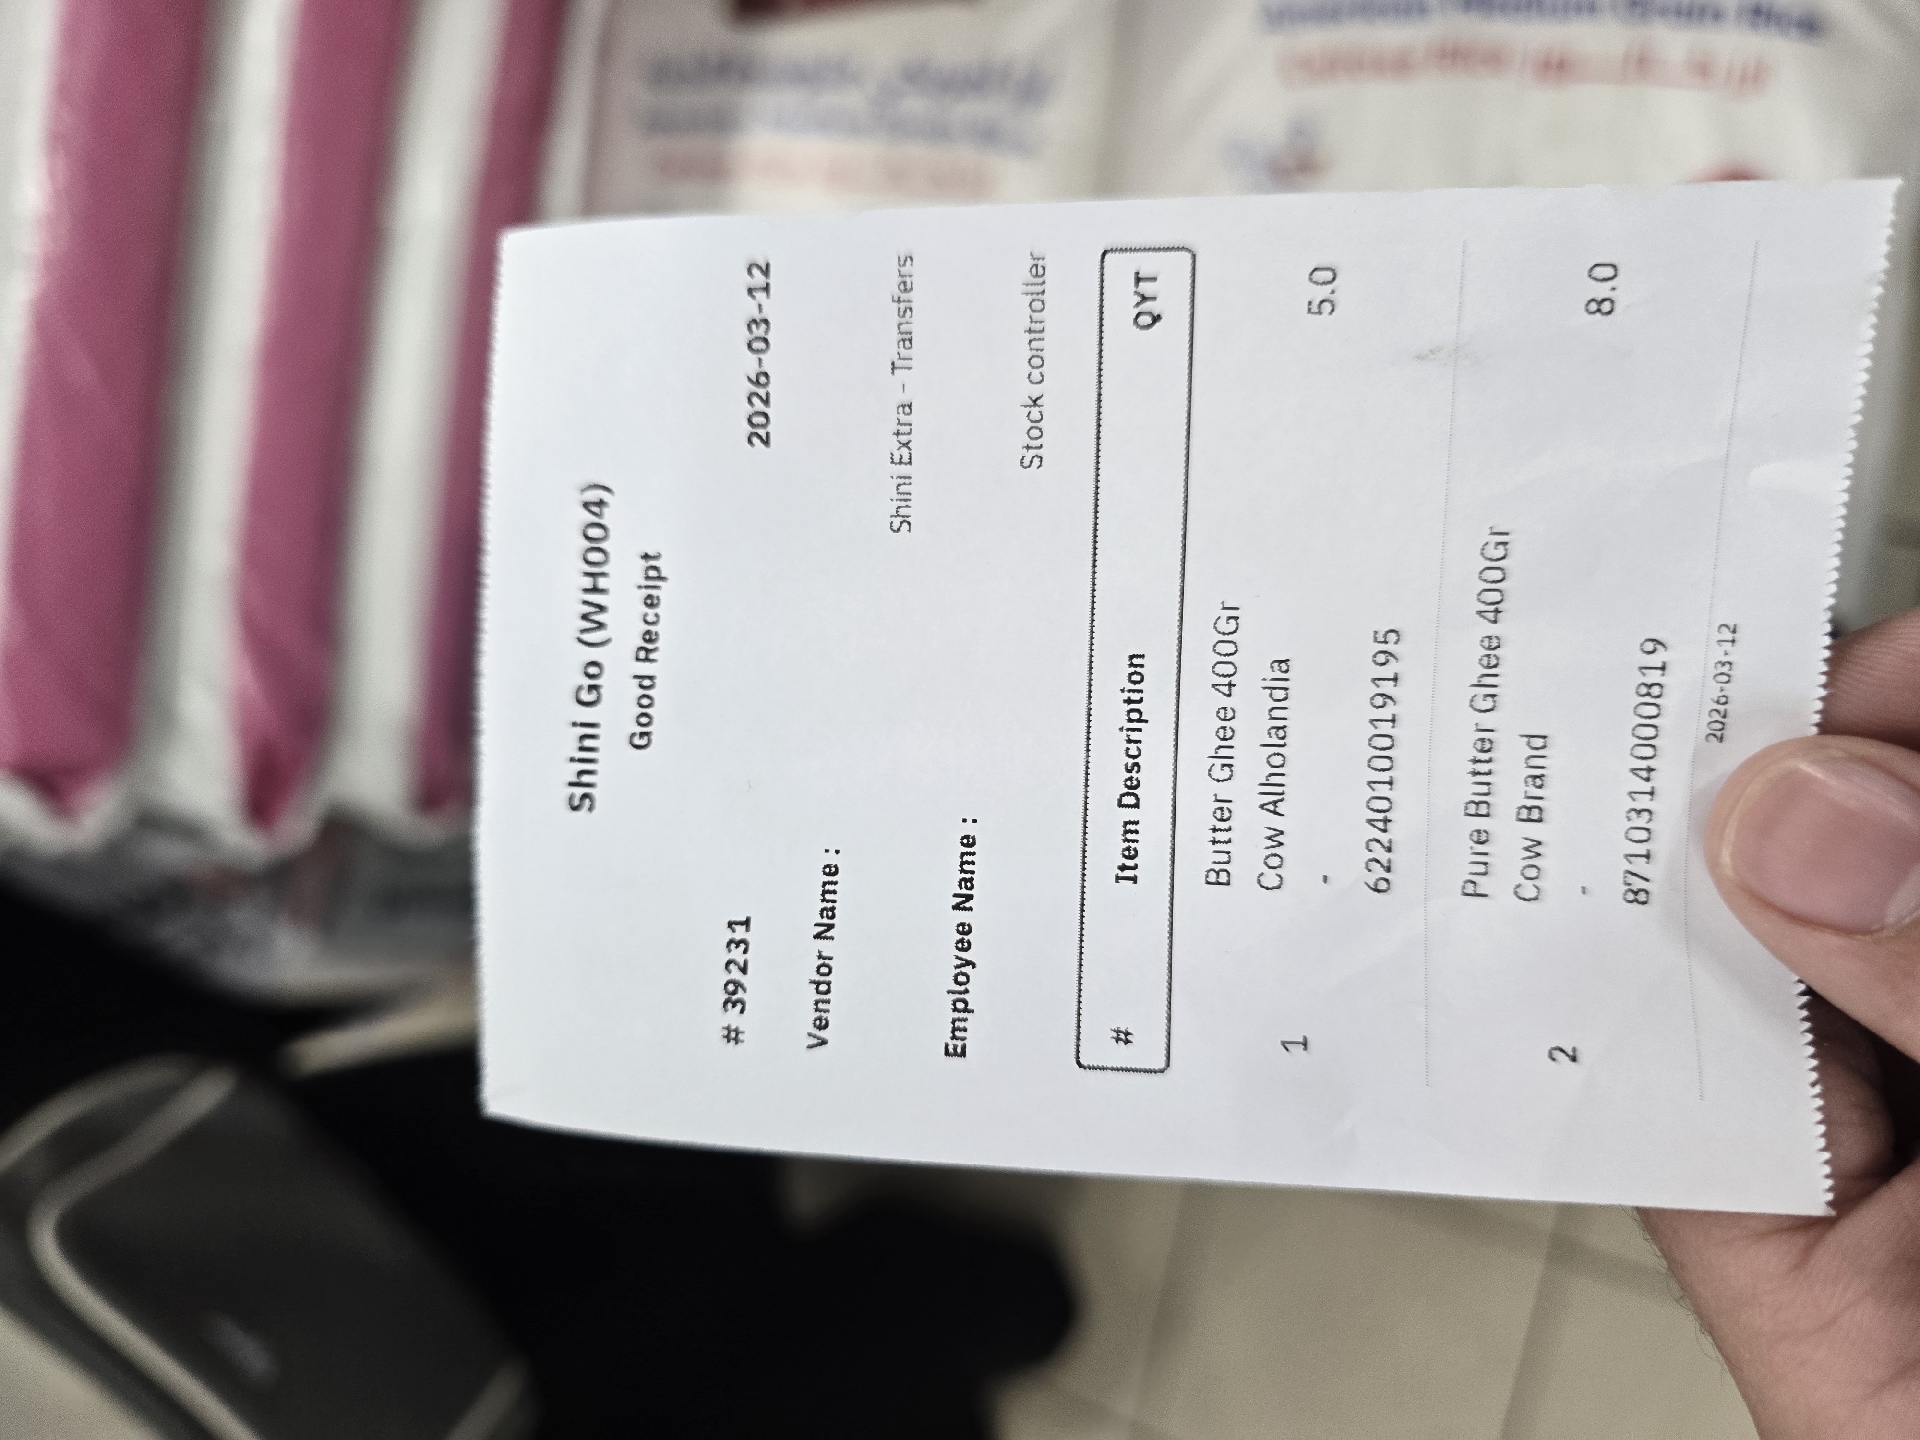 Shini Go (WH004)
Good Receipt
# 39231 2026-03-12
Vendor Name :
Shini Extra - Transfers
Employee Name :
Stock controller
# Item Description QYT
1 Butter Ghee 400Gr
Cow Alholandia 5.0
-
6224010019195
2 Pure Butter Ghee 400Gr
Cow Brand 8.0
-
8710314000819
2026-03-12